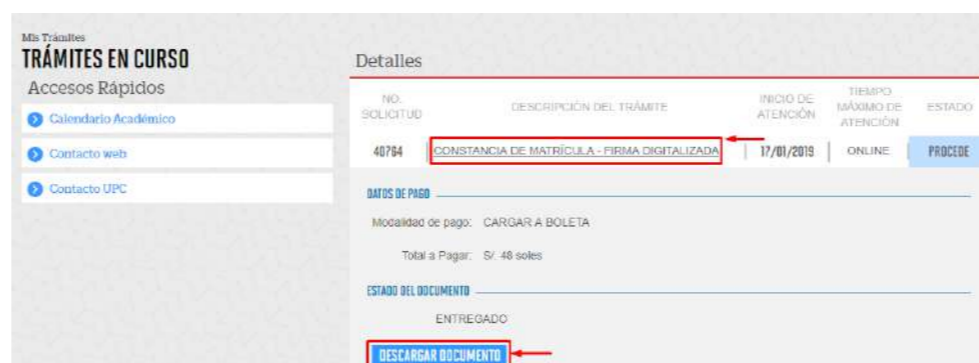 Mis Trámites
TRÁMITES EN CURSO
Accesos Rápidos
Calendario Académico
Contacto web
Contacto UPC
Detalles
NO. SOLICITUD
DESCRIPCIÓN DEL TRÁMITE
INICIO DE ATENCIÓN
TIEMPO MÁXIMO DE ATENCIÓN
ESTADO
40764 CONSTANCIA DE MATRÍCULA - FIRMA DIGITALIZADA 17/01/2019 ONLINE PROCEDE
DATOS DE PAGO
Modalidad de pago: CARGAR A BOLETA
Total a Pagar: S/. 48 soles
ESTADO DEL DOCUMENTO
ENTREGADO
DESCARGAR DOCUMENTO